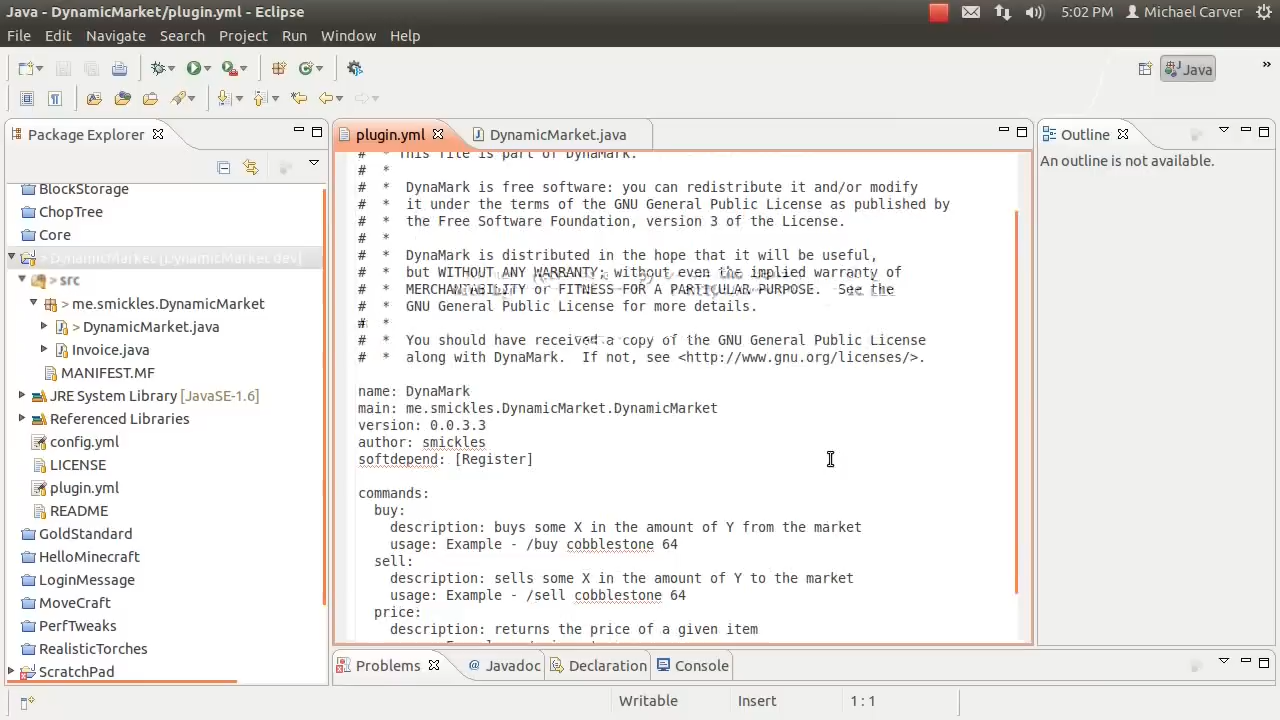 Java - DynamicMarket/plugin.yml - Eclipse
5:02 PM
Michael Carver
File Edit Navigate Search Project Run Window Help
Java
»
Package Explorer
BlockStorage
ChopTree
Core
> DynamicMarket [DynamicMarket dev]
> src
> me.smickles.DynamicMarket
> DynamicMarket.java
Invoice.java
MANIFEST.MF
JRE System Library [JavaSE-1.6]
Referenced Libraries
config.yml
LICENSE
plugin.yml
README
GoldStandard
HelloMinecraft
LoginMessage
MoveCraft
PerfTweaks
RealisticTorches
ScratchPad
plugin.yml
DynamicMarket.java
# * This file is part of DynaMark.
# *
# * DynaMark is free software: you can redistribute it and/or modify
# * it under the terms of the GNU General Public License as published by
# * the Free Software Foundation, version 3 of the License.
# *
# * DynaMark is distributed in the hope that it will be useful,
# * but WITHOUT ANY WARRANTY; without even the implied warranty of
# * MERCHANTABILITY or FITNESS FOR A PARTICULAR PURPOSE. See the
# * GNU General Public License for more details.
# *
# * You should have received a copy of the GNU General Public License
# * along with DynaMark. If not, see <http://www.gnu.org/licenses/>.
name: DynaMark
main: me.smickles.DynamicMarket.DynamicMarket
version: 0.0.3.3
author: smickles
softdepend: [Register]
commands:
buy:
description: buys some X in the amount of Y from the market
usage: Example - /buy cobblestone 64
sell:
description: sells some X in the amount of Y to the market
usage: Example - /sell cobblestone 64
price:
description: returns the price of a given item
Outline
An outline is not available.
Problems
@ Javadoc
Declaration
Console
Writable
Insert
1 : 1